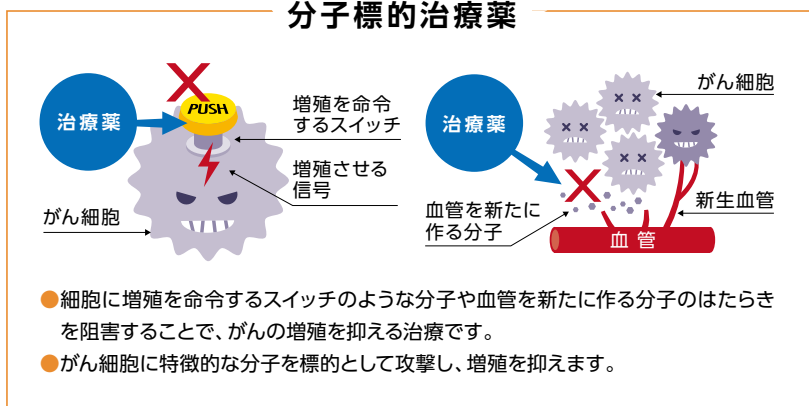 分子標的治療薬
治療薬
PUSH
増殖を命令
するスイッチ
増殖させる
信号
がん細胞
治療薬
がん細胞
血管を新たに
作る分子
新生血管
血管
●細胞に増殖を命令するスイッチのような分子や血管を新たに作る分子のはたらき
を阻害することで、がんの増殖を抑える治療です。
●がん細胞に特徴的な分子を標的として攻撃し、増殖を抑えます。